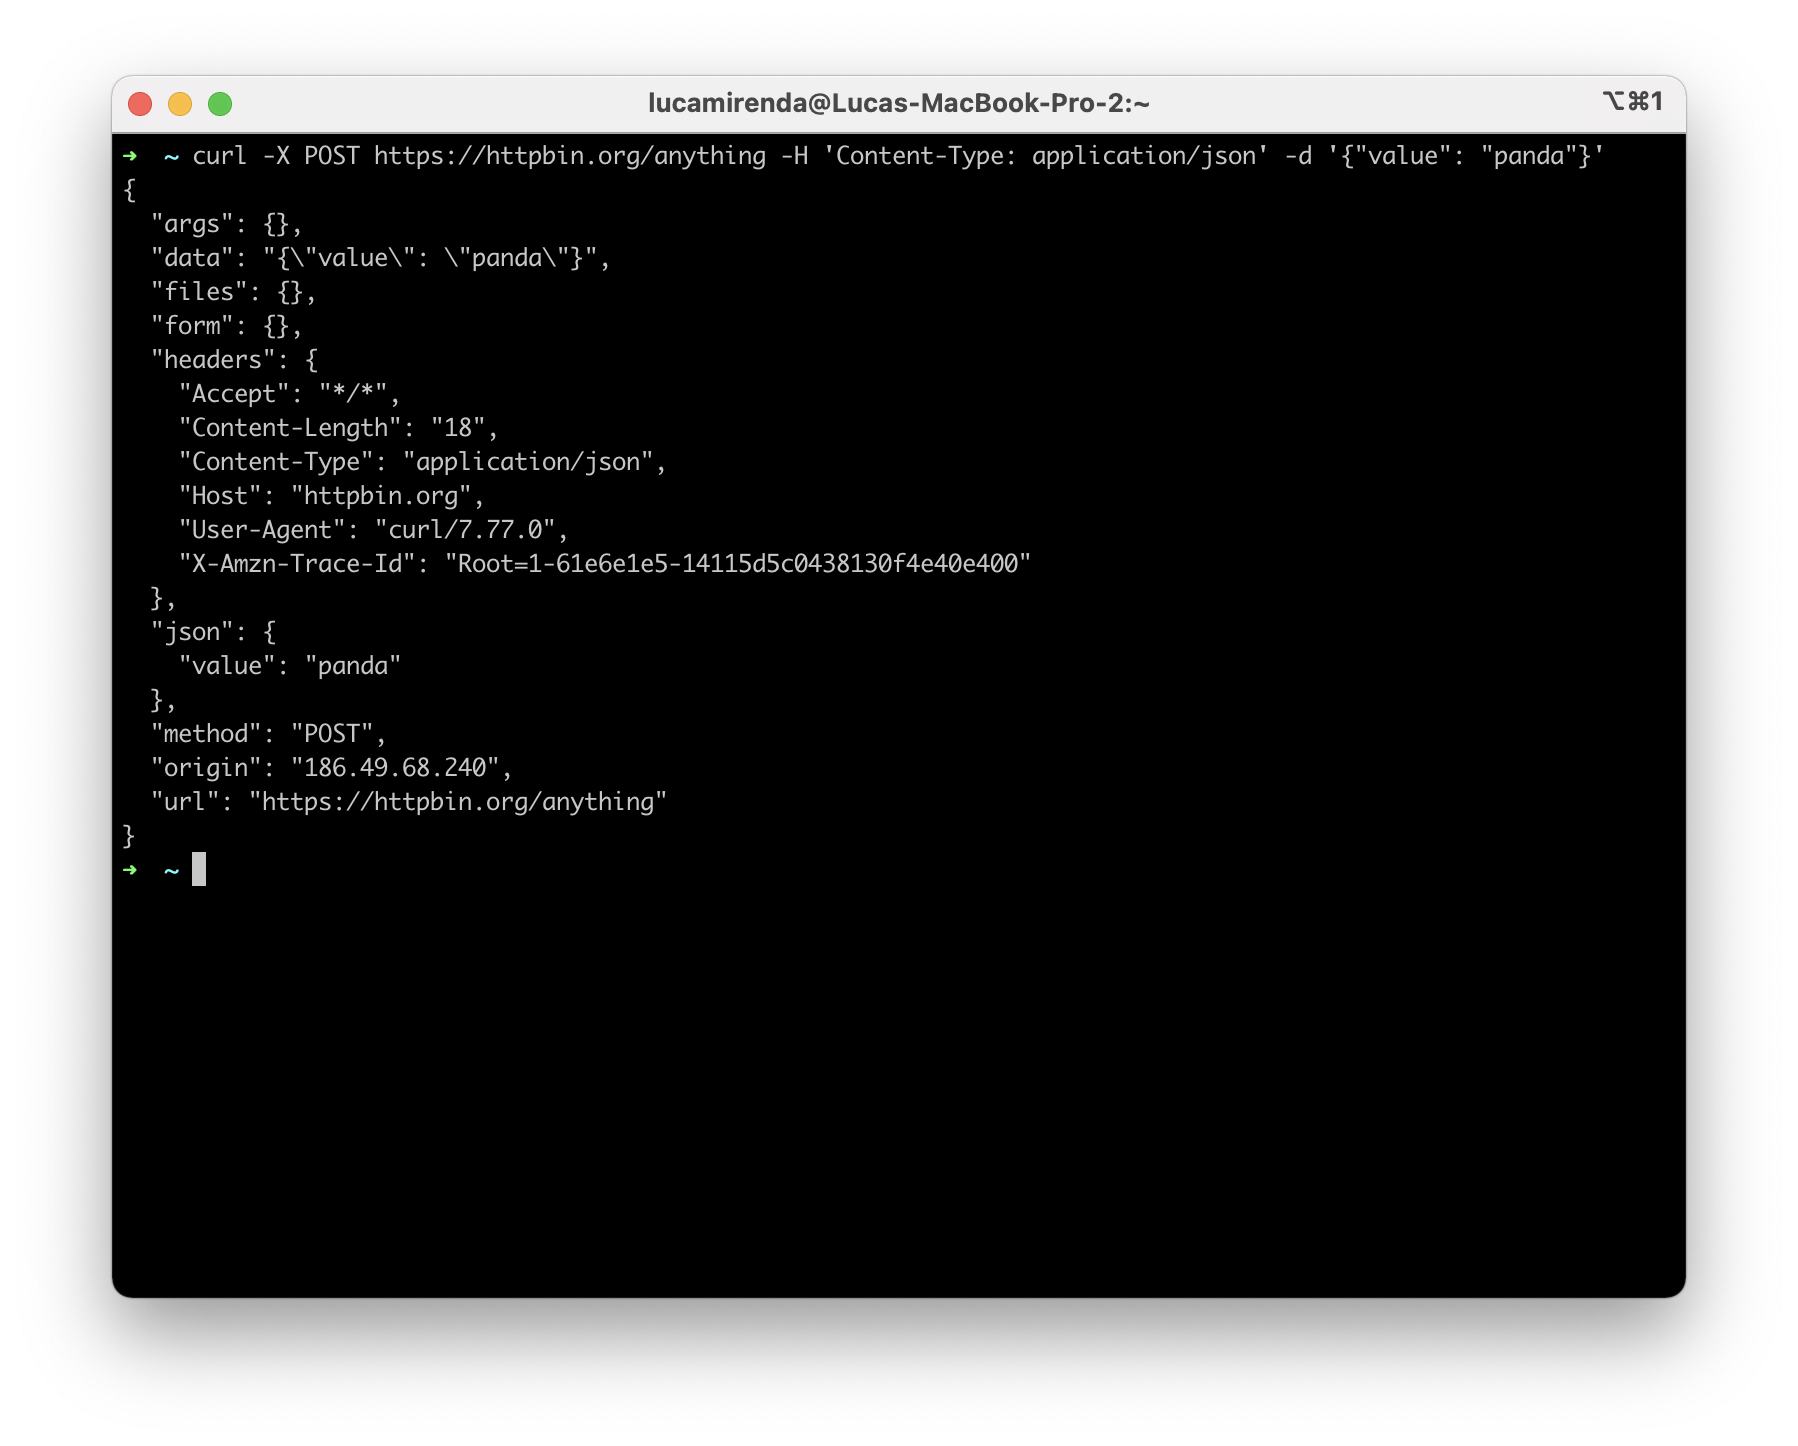 lucamirenda@Lucas-MacBook-Pro-2:~ ⌥⌘1
➜  ~ curl -X POST https://httpbin.org/anything -H 'Content-Type: application/json' -d '{"value": "panda"}'
{
  "args": {},
  "data": "{\"value\": \"panda\"}",
  "files": {},
  "form": {},
  "headers": {
    "Accept": "*/*",
    "Content-Length": "18",
    "Content-Type": "application/json",
    "Host": "httpbin.org",
    "User-Agent": "curl/7.77.0",
    "X-Amzn-Trace-Id": "Root=1-61e6e1e5-14115d5c0438130f4e40e400"
  },
  "json": {
    "value": "panda"
  },
  "method": "POST",
  "origin": "186.49.68.240",
  "url": "https://httpbin.org/anything"
}
➜  ~